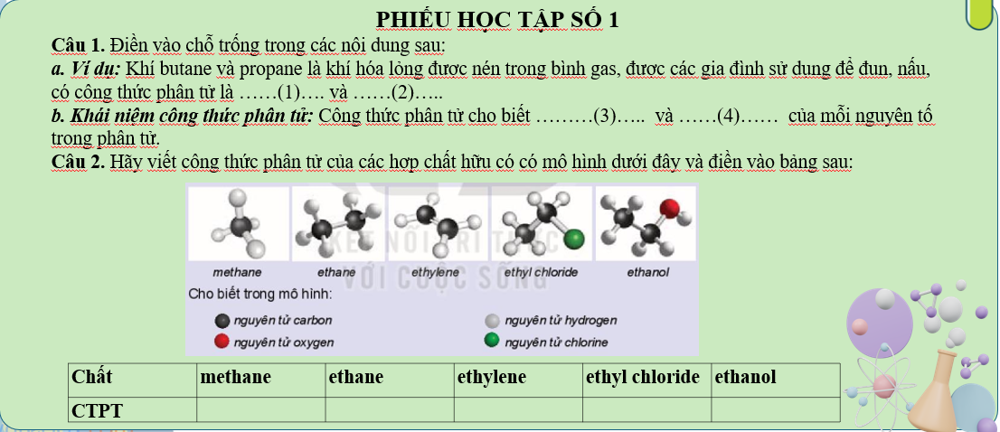 PHIẾU HỌC TẬP SỐ 1
Câu 1. Điền vào chỗ trống trong các nội dung sau:
a. Ví dụ: Khí butane và propane là khí hóa lỏng được nén trong bình gas, được các gia đình sử dụng để đun, nấu,
có công thức phân tử là ……(1)…. và ……(2)…..
b. Khái niệm công thức phân tử: Công thức phân tử cho biết ………(3)….. và ……(4)…… của mỗi nguyên tố
trong phân tử.
Câu 2. Hãy viết công thức phân tử của các hợp chất hữu có có mô hình dưới đây và điền vào bảng sau:
KẾT NỐI TRI THỨC
VỚI CUỘC SỐNG
methane ethane ethylene ethyl chloride ethanol
Cho biết trong mô hình:
nguyên tử carbon nguyên tử hydrogen
nguyên tử oxygen nguyên tử chlorine
Chất methane ethane ethylene ethyl chloride ethanol
CTPT